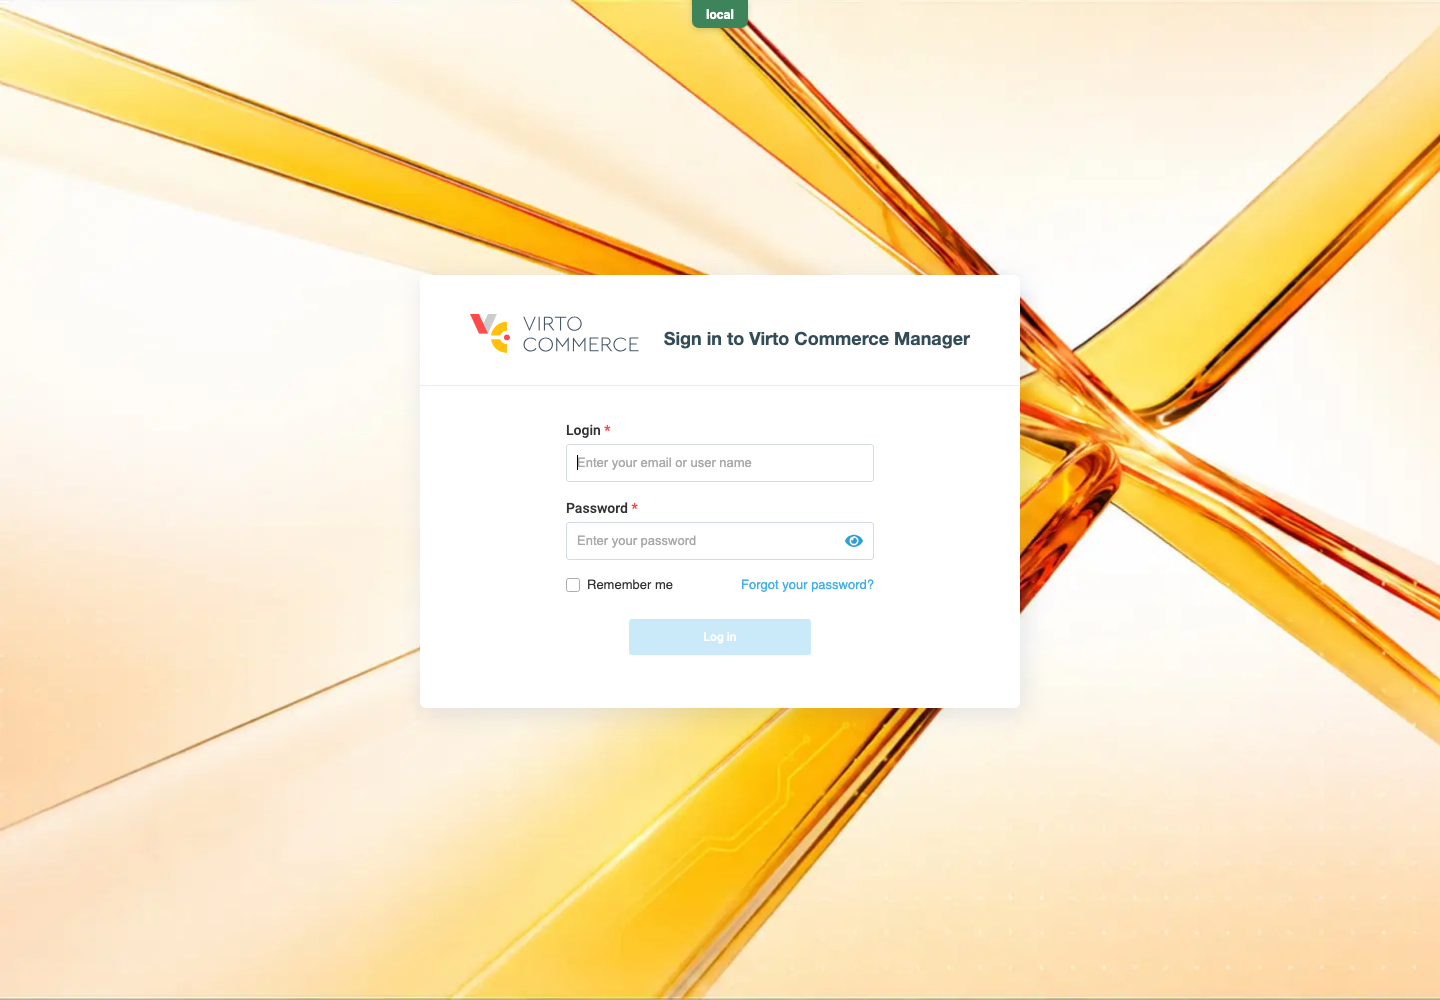 local
VIRTO
COMMERCE
Sign in to Virto Commerce Manager
Login *
Enter your email or user name
Password *
Enter your password
Remember me
Forgot your password?
Log in